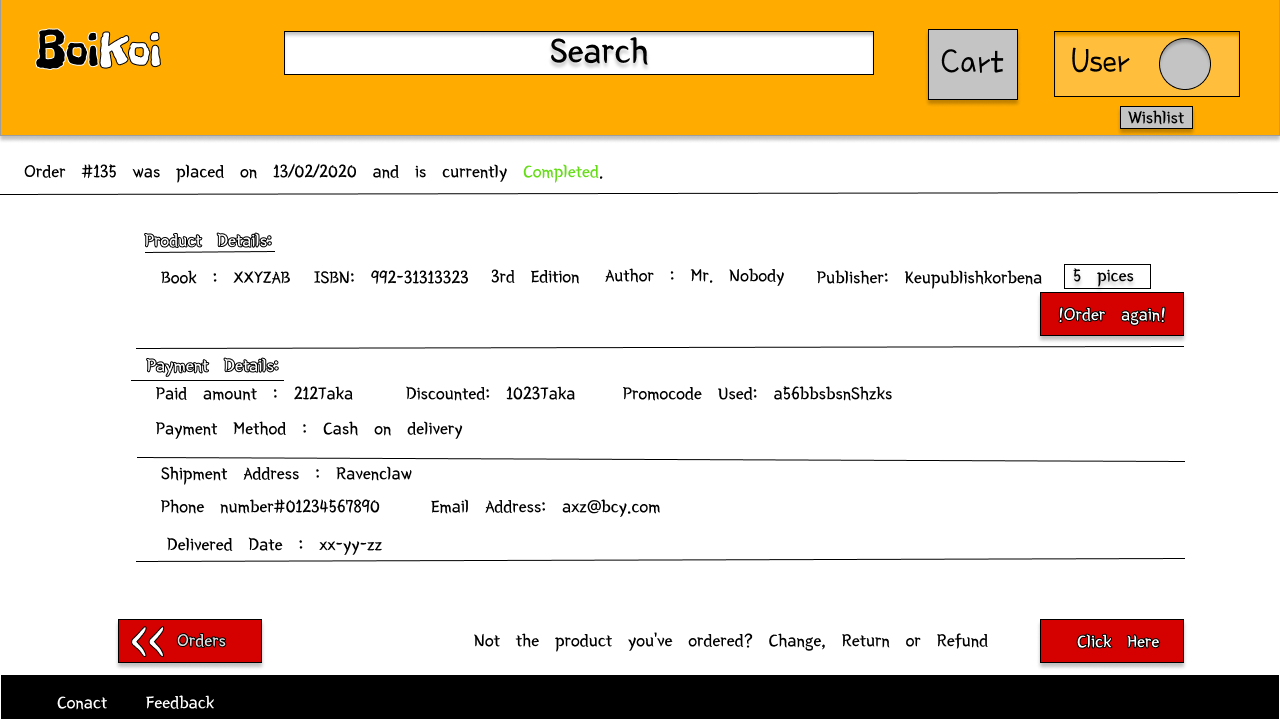 BoiKoi
Search
Cart
User
Wishlist
Order #135 was placed on 13/02/2020 and is currently Completed.
Product Details:
Book : XXYZAB ISBN: 992-31313323 3rd Edition Author : Mr. Nobody Publisher: Keupublishkorbena 5 pices
!Order again!
Payment Details:
Paid amount : 212Taka Discounted: 1023Taka Promocode Used: a56bbsbsnShzks
Payment Method : Cash on delivery
Shipment Address : Ravenclaw
Phone number#01234567890 Email Address: axz@bcy.com
Delivered Date : xx-yy-zz
<< Orders
Not the product you've ordered? Change, Return or Refund
Click Here
Conact Feedback